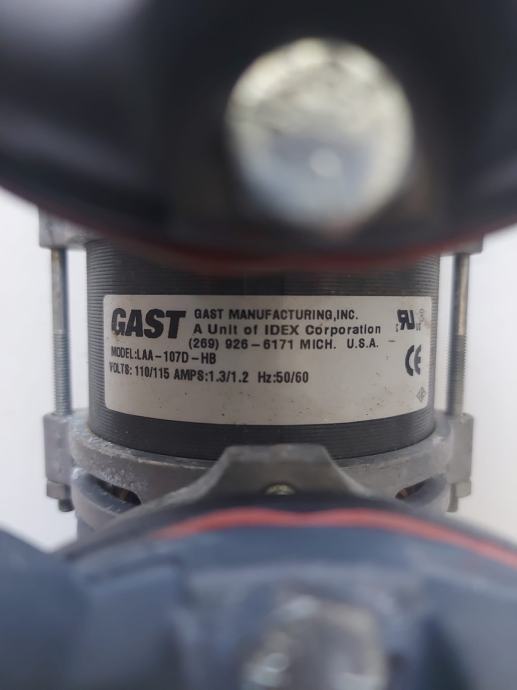 GAST
GAST MANUFACTURING,INC.
A Unit of IDEX Corporation
(269) 926-6171 MICH. U.S.A.
MODEL:LAA-107D-HB
VOLTS: 110/115 AMPS:1.3/1.2 Hz:50/60
RU
CE